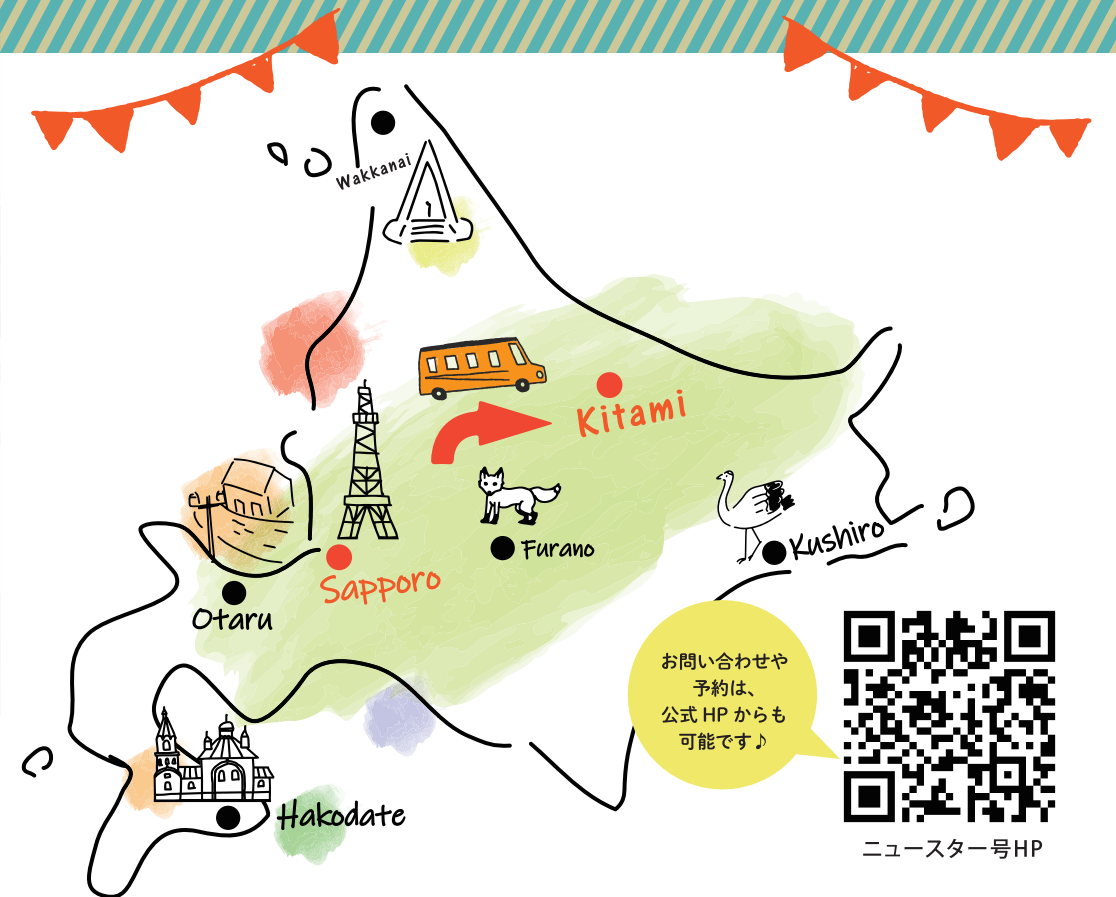 Wakkanai
Kitami
Furano
Kushiro
Sapporo
Otaru
お問い合わせや
予約は、
公式 HP からも
可能です♪
Hakodate
ニュースター号HP